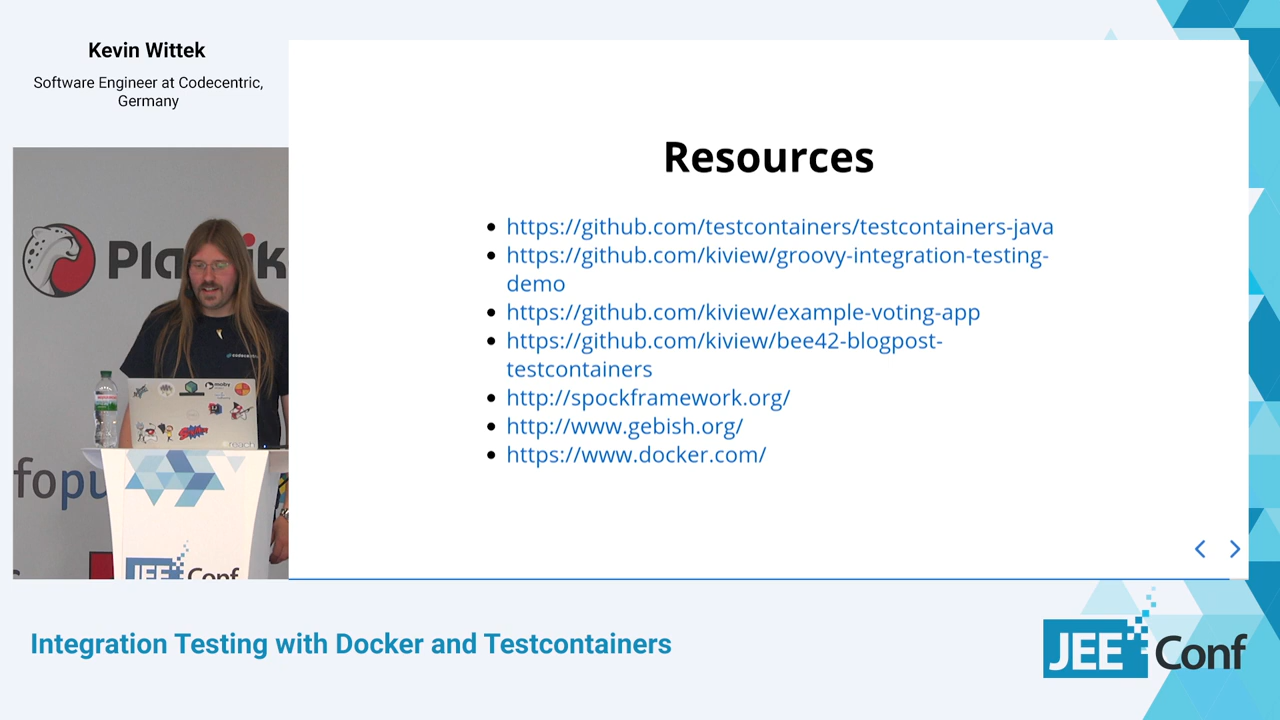 Kevin Wittek
Software Engineer at Codecentric,
Germany
Resources
https://github.com/testcontainers/testcontainers-java
https://github.com/kiview/groovy-integration-testing-
demo
https://github.com/kiview/example-voting-app
https://github.com/kiview/bee42-blogpost-
testcontainers
http://spockframework.org/
http://www.gebish.org/
https://www.docker.com/
JEE Conf
Integration Testing with Docker and Testcontainers
JEE Conf